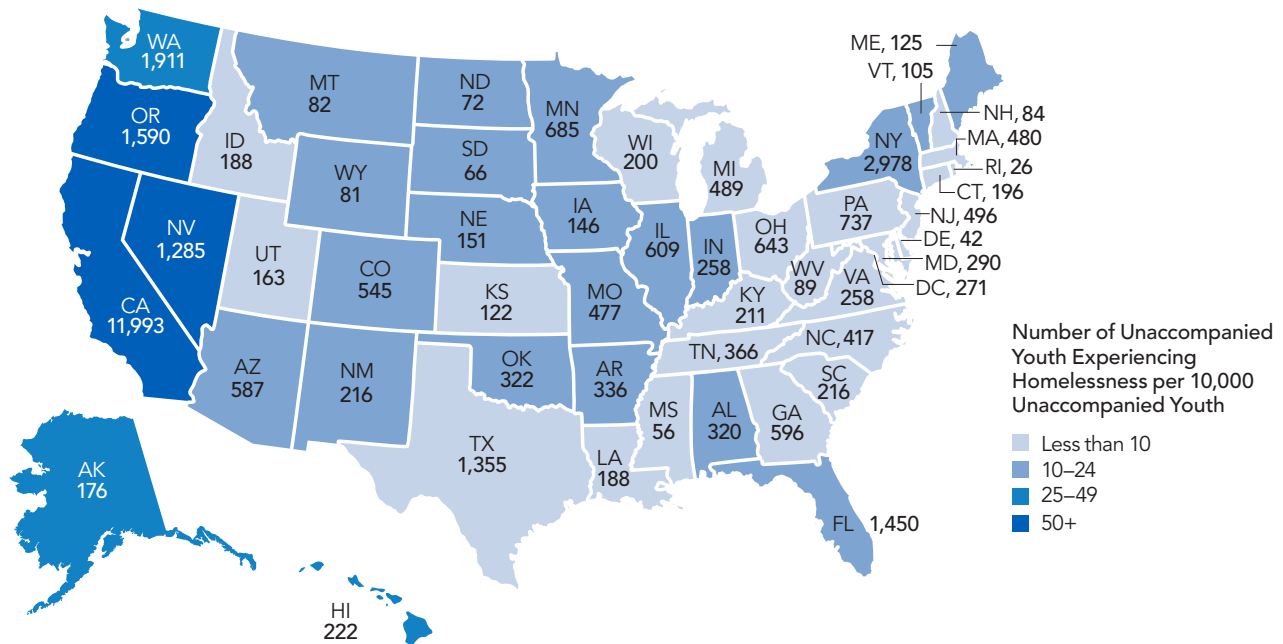 WA
1,911
OR
1,590
CA
11,993
NV
1,285
ID
188
MT
82
WY
81
UT
163
CO
545
AZ
587
NM
216
ND
72
SD
66
NE
151
KS
122
OK
322
TX
1,355
MN
685
IA
146
MO
477
AR
336
LA
188
WI
200
IL
609
MI
489
IN
258
OH
643
KY
211
TN, 366
MS
56
AL
320
GA
596
FL 1,450
SC
216
NC, 417
VA
258
WV
89
PA
737
NY
2,978
ME, 125
VT, 105
NH, 84
MA, 480
RI, 26
CT, 196
NJ, 496
DE, 42
MD, 290
DC, 271
AK
176
HI
222
Number of Unaccompanied
Youth Experiencing
Homelessness per 10,000
Unaccompanied Youth
Less than 10
10–24
25–49
50+